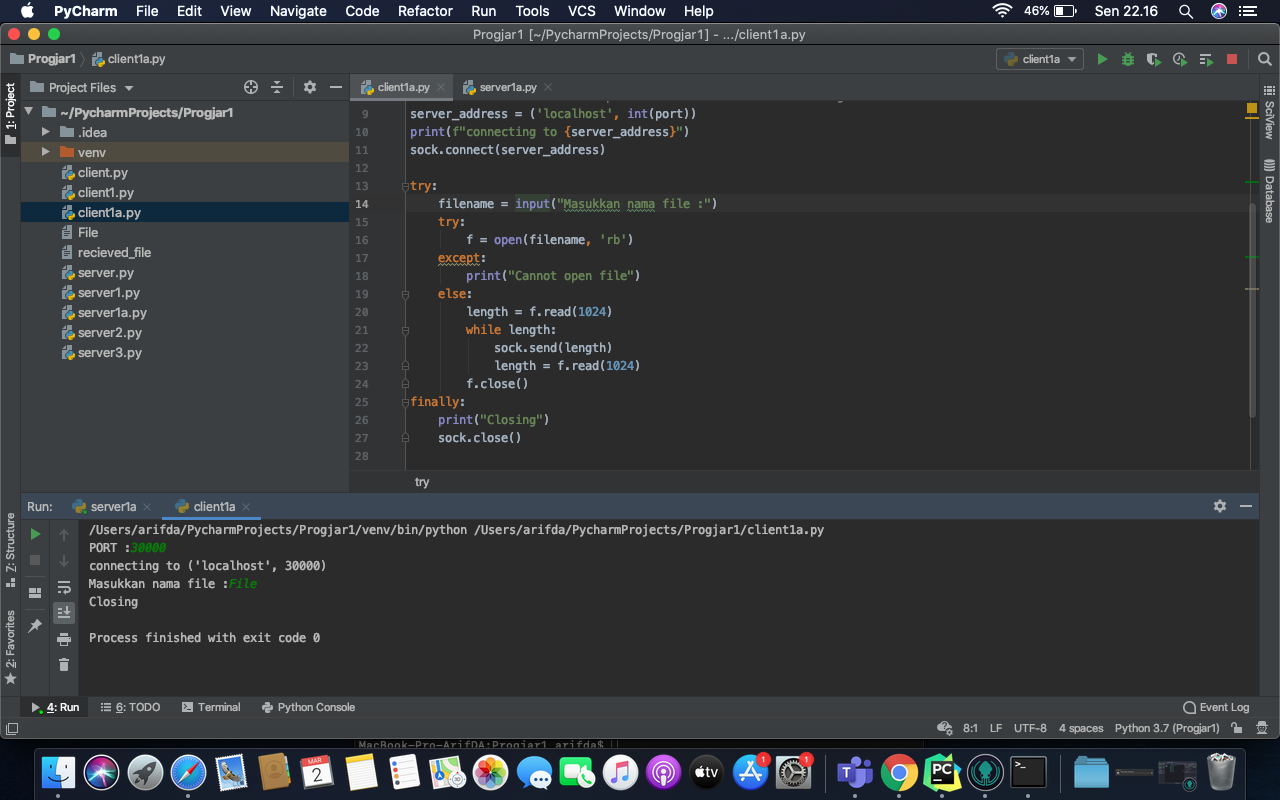 PyCharm File Edit View Navigate Code Refactor Run Tools VCS Window Help 46% Sen 22.16
Progjar1 [~/PycharmProjects/Progjar1] - .../client1a.py
Progjar1 client1a.py client1a
1: Project
Project Files
~/PycharmProjects/Progjar1
.idea
venv
client.py
client1.py
client1a.py
File
recieved_file
server.py
server1.py
server1a.py
server2.py
server3.py
client1a.py server1a.py
9 server_address = ('localhost', int(port))
10 print(f"connecting to {server_address}")
11 sock.connect(server_address)
12
13 try:
14     filename = input("Masukkan nama file :")
15     try:
16         f = open(filename, 'rb')
17     except:
18         print("Cannot open file")
19     else:
20         length = f.read(1024)
21         while length:
22             sock.send(length)
23             length = f.read(1024)
24         f.close()
25 finally:
26     print("Closing")
27     sock.close()
28
try
SciView
Database
Z: Structure
2: Favorites
Run: server1a client1a
/Users/arifda/PycharmProjects/Progjar1/venv/bin/python /Users/arifda/PycharmProjects/Progjar1/client1a.py
PORT :30000
connecting to ('localhost', 30000)
Masukkan nama file :File
Closing
Process finished with exit code 0
4: Run 6: TODO Terminal Python Console Event Log
8:1 LF UTF-8 4 spaces Python 3.7 (Progjar1)
MacBook-Pro-ArifDA:Progjar1 arifda$
MAR
2
tv
1
1
T
PC
>_